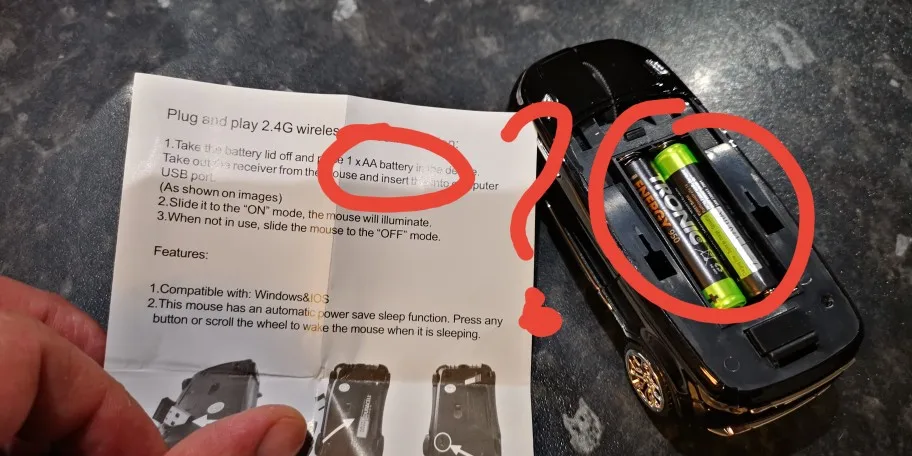 Plug and play 2.4G
1.Take the battery lid off and 1 x AA battery in the
Take out the receiver from the mouse and insert into computer
USB port.
(As shown on images)
2.Slide it to the “ON” mode, the mouse will illuminate.
3.When not in use, slide the mouse to the “OFF” mode.
Features:
1.Compatible with: Windows&IOS
2.This mouse has an automatic power save sleep function. Press any
button or scroll the wheel to wake the mouse when it is sleeping.
?
TRONIC
ENERGY 950